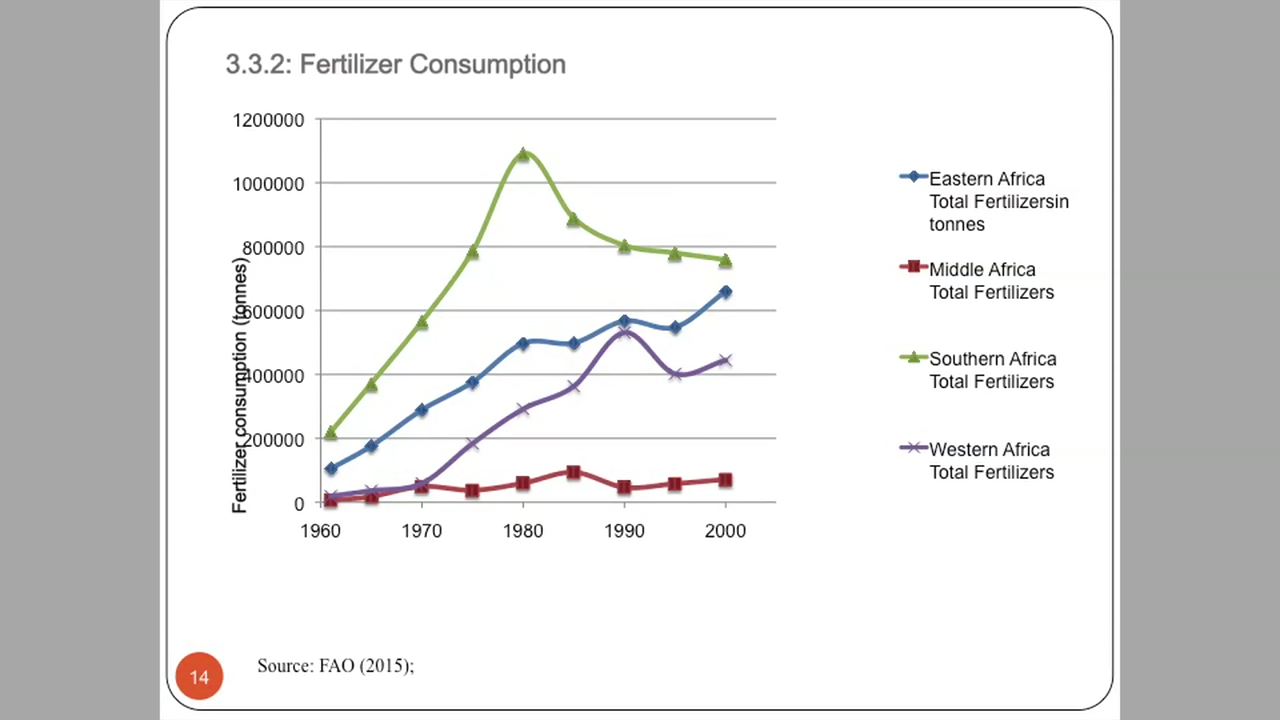 3.3.2: Fertilizer Consumption
Fertilizer consumption (tonnes)
1200000
1000000
800000
600000
400000
200000
0
1960 1970 1980 1990 2000
Eastern Africa
Total Fertilizersin
tonnes
Middle Africa
Total Fertilizers
Southern Africa
Total Fertilizers
Western Africa
Total Fertilizers
Source: FAO (2015);
14